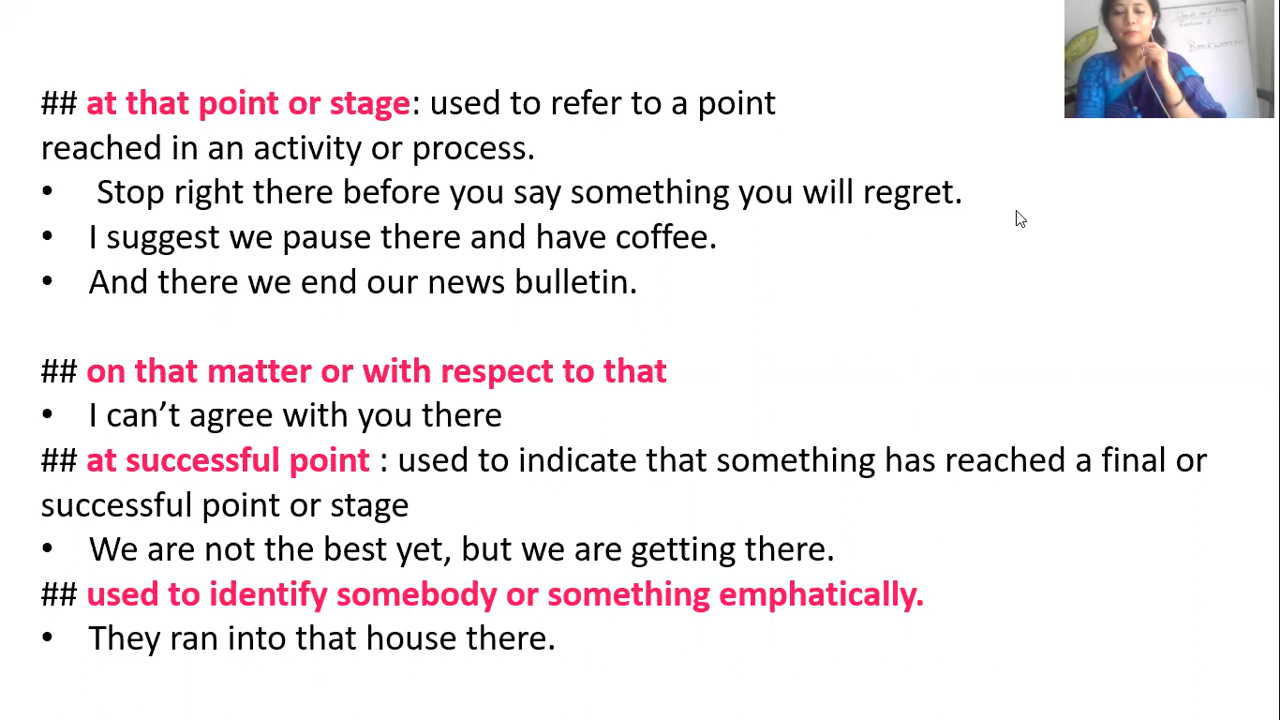 ## at that point or stage: used to refer to a point
reached in an activity or process.
• Stop right there before you say something you will regret.
• I suggest we pause there and have coffee.
• And there we end our news bulletin.
## on that matter or with respect to that
• I can’t agree with you there
## at successful point : used to indicate that something has reached a final or
successful point or stage
• We are not the best yet, but we are getting there.
## used to identify somebody or something emphatically.
• They ran into that house there.